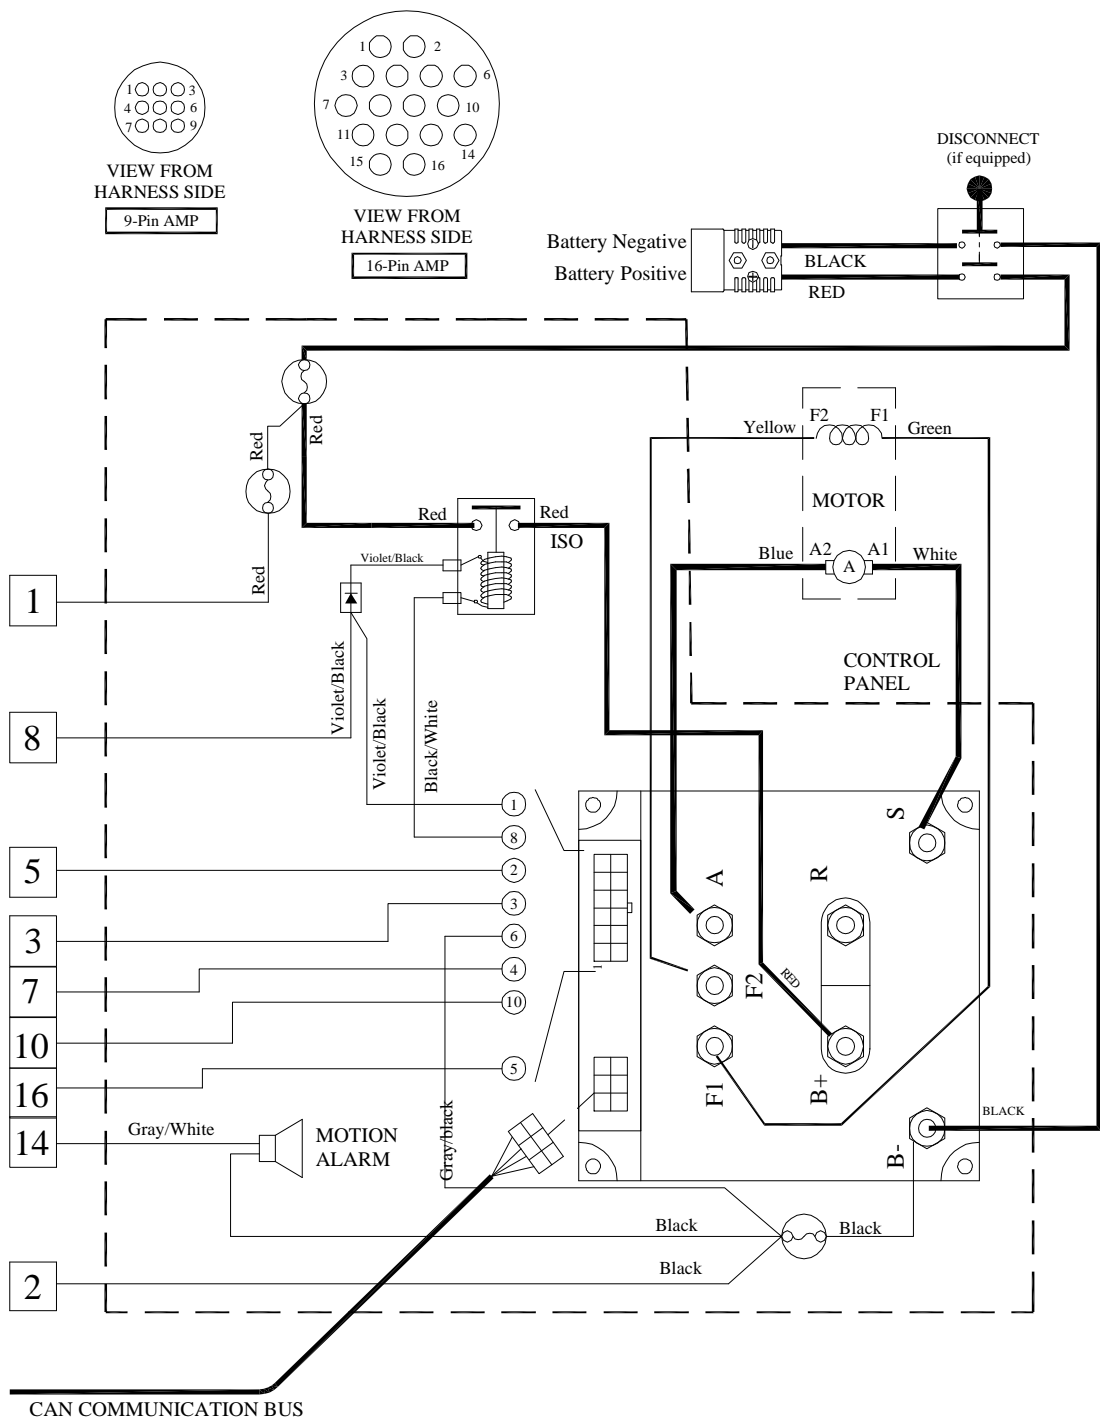 1 2
3 6
7 10
11 14
15 16
1 3
4 6
7 9
VIEW FROM
HARNESS SIDE
9-Pin AMP
VIEW FROM
HARNESS SIDE
16-Pin AMP
DISCONNECT
(if equipped)
Battery Negative
BLACK
Battery Positive
RED
Red
Red
Red
F2 F1
Yellow
Green
MOTOR
Red
Red
ISO
Blue
A2
A1
A
White
Violet/Black
1
CONTROL
PANEL
8
Violet/Black
Violet/Black
Black/White
1
8
5
2
3
3
6
7
4
10
10
16
5
1
S
A
R
F2
RED
F1
B+
B-
BLACK
14
Gray/White
MOTION
ALARM
Gray/black
Black
Black
Black
2
CAN COMMUNICATION BUS